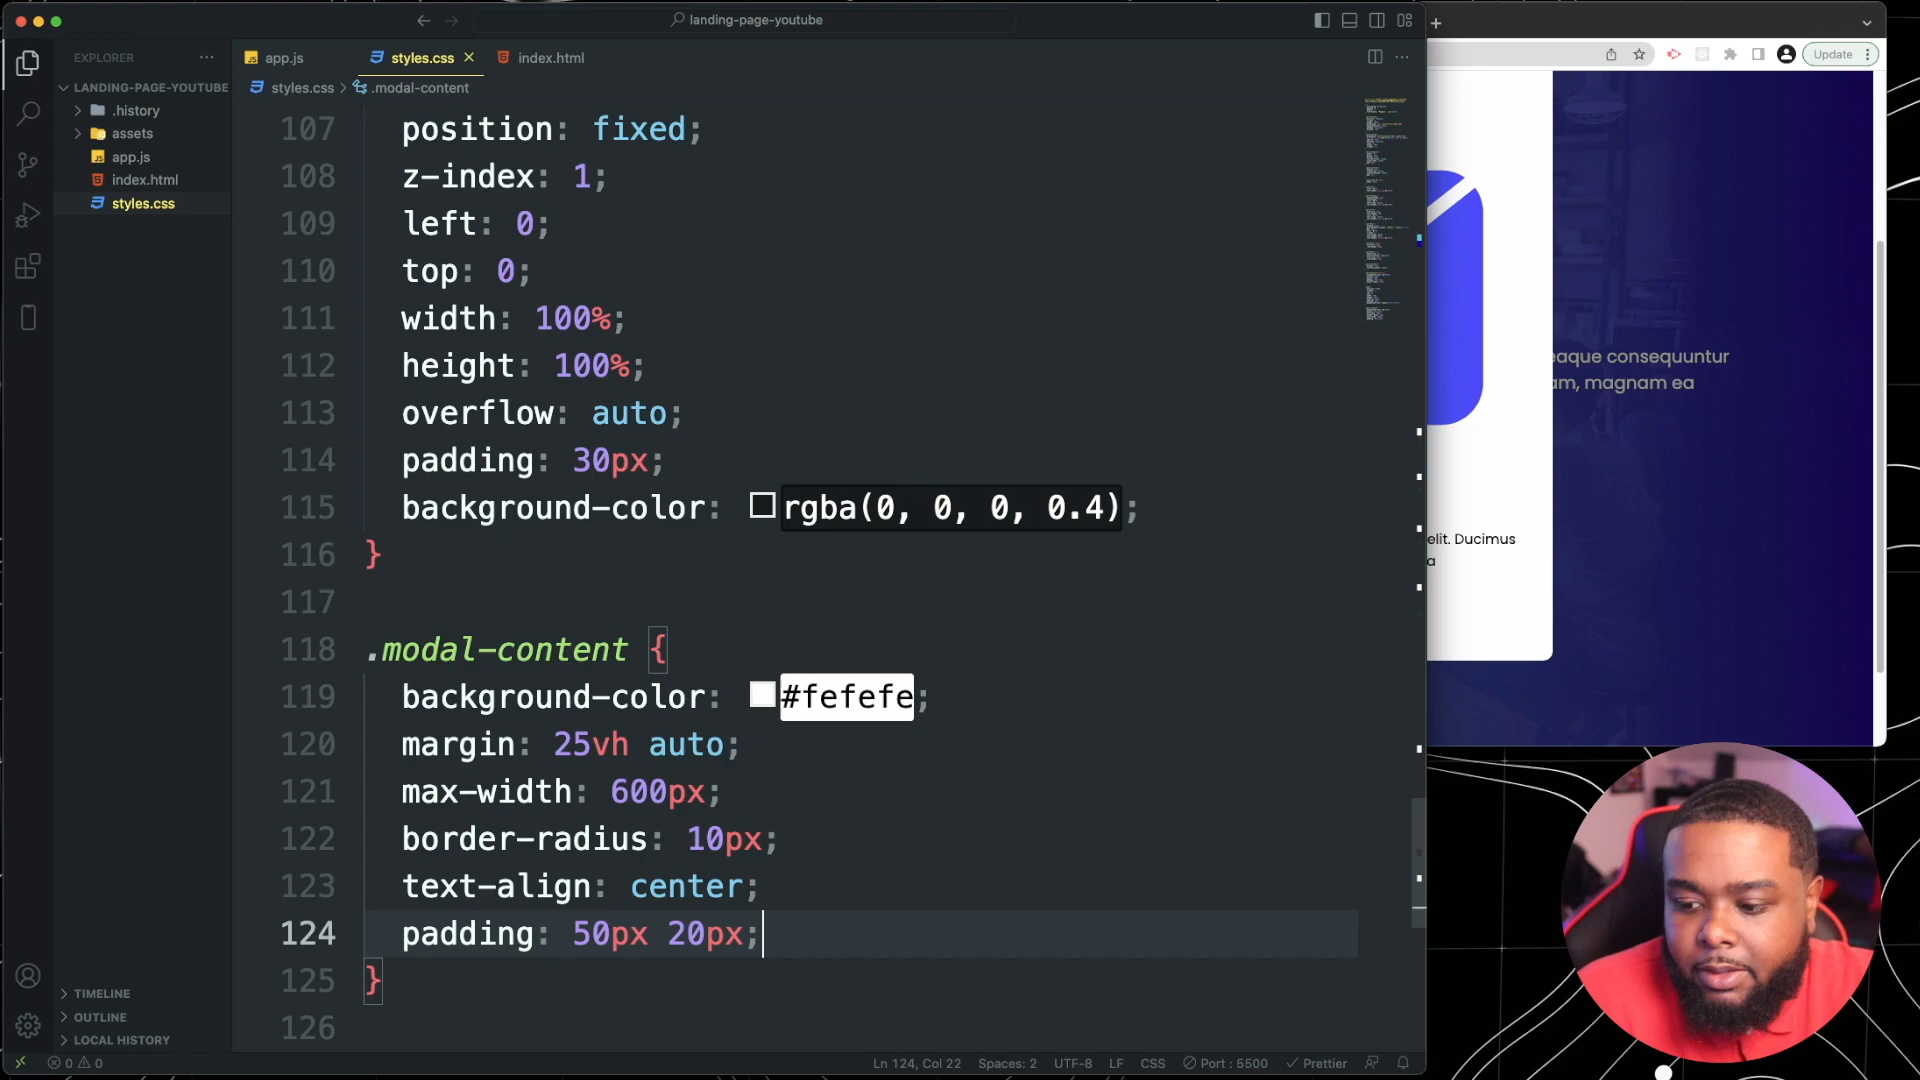 landing-page-youtube
EXPLORER
LANDING-PAGE-YOUTUBE
.history
assets
app.js
index.html
styles.css
TIMELINE
OUTLINE
LOCAL HISTORY
app.js
styles.css
index.html
styles.css > .modal-content
107 position: fixed;
108 z-index: 1;
109 left: 0;
110 top: 0;
111 width: 100%;
112 height: 100%;
113 overflow: auto;
114 padding: 30px;
115 background-color: rgba(0, 0, 0, 0.4);
116 }
117
118 .modal-content {
119 background-color: #fefefe;
120 margin: 25vh auto;
121 max-width: 600px;
122 border-radius: 10px;
123 text-align: center;
124 padding: 50px 20px;
125 }
126
0 0
Ln 124, Col 22 Spaces: 2 UTF-8 LF CSS Port : 5500 Prettier
Update
eaque consequuntur
am, magnam ea
elit. Ducimus
a